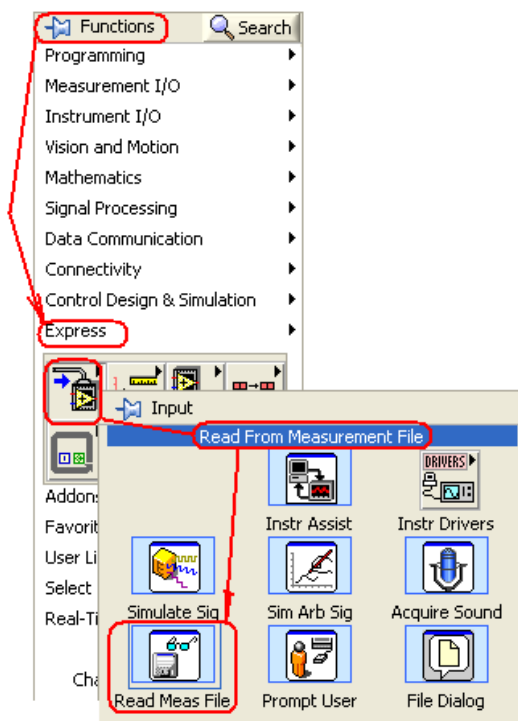 Functions Search
Programming
Measurement I/O
Instrument I/O
Vision and Motion
Mathematics
Signal Processing
Data Communication
Connectivity
Control Design & Simulation
Express
Input
Read From Measurement File
DRIVERS
Instr Assist Instr Drivers
Addon
Favorit
User Li
Select
Real-Ti
Simulate Sig Sim Arb Sig Acquire Sound
Cha
Read Meas File Prompt User File Dialog